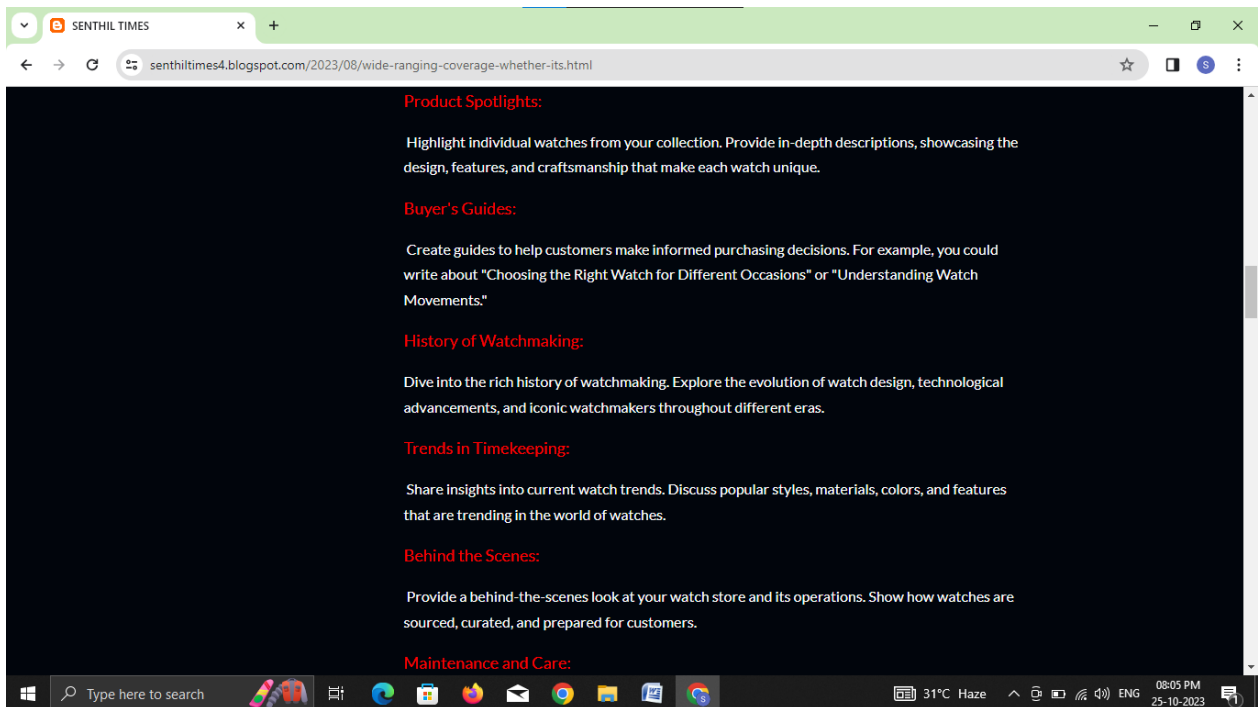 SENTHIL TIMES
senthiltimes4.blogspot.com/2023/08/wide-ranging-coverage-whether-its.html
S
Product Spotlights:
Highlight individual watches from your collection. Provide in-depth descriptions, showcasing the
design, features, and craftsmanship that make each watch unique.
Buyer's Guides:
Create guides to help customers make informed purchasing decisions. For example, you could
write about "Choosing the Right Watch for Different Occasions" or "Understanding Watch
Movements."
History of Watchmaking:
Dive into the rich history of watchmaking. Explore the evolution of watch design, technological
advancements, and iconic watchmakers throughout different eras.
Trends in Timekeeping:
Share insights into current watch trends. Discuss popular styles, materials, colors, and features
that are trending in the world of watches.
Behind the Scenes:
Provide a behind-the-scenes look at your watch store and its operations. Show how watches are
sourced, curated, and prepared for customers.
Maintenance and Care:
Type here to search
31°C Haze
ENG
08:05 PM
25-10-2023
1